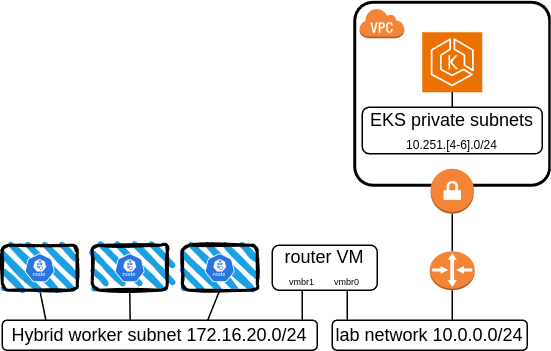 VPC
K
EKS private subnets
10.251.[4-6].0/24
node
node
node
router VM
vmbr1 vmbr0
Hybrid worker subnet 172.16.20.0/24
lab network 10.0.0.0/24